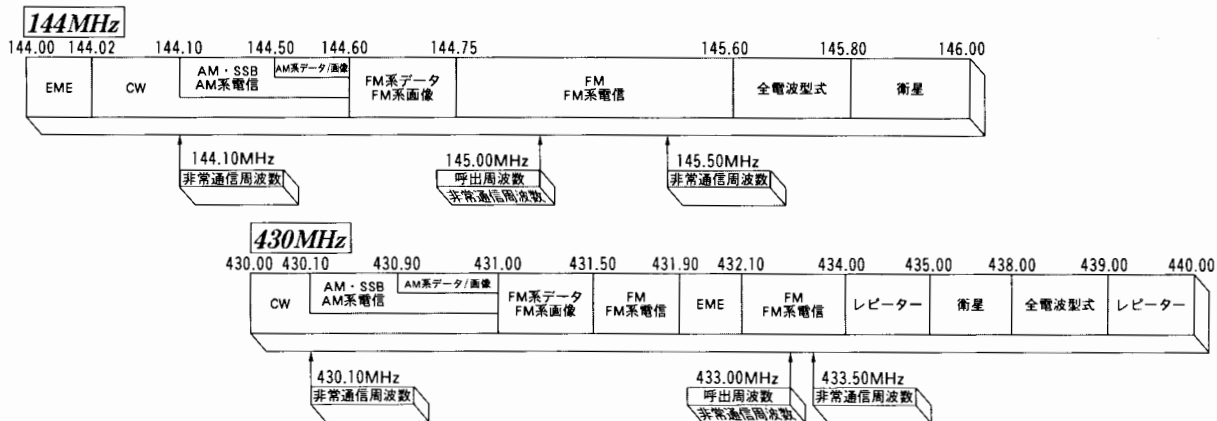 144MHz
144.00 144.02 144.10 144.50 144.60 144.75 145.60 145.80 146.00
EME
CW
AM・SSB
AM系電信
AM系データ/画像
FM系データ
FM系画像
FM
FM系電信
全電波型式
衛星
144.10MHz
非常通信周波数
145.00MHz
呼出周波数
非常通信周波数
145.50MHz
非常通信周波数
430MHz
430.00 430.10 430.90 431.00 431.50 431.90 432.10 434.00 435.00 438.00 439.00 440.00
CW
AM・SSB
AM系電信
AM系データ/画像
FM系データ
FM系画像
FM
FM系電信
EME
FM
FM系電信
レピーター
衛星
全電波型式
レピーター
430.10MHz
非常通信周波数
433.00MHz
呼出周波数
非常通信周波数
433.50MHz
非常通信周波数